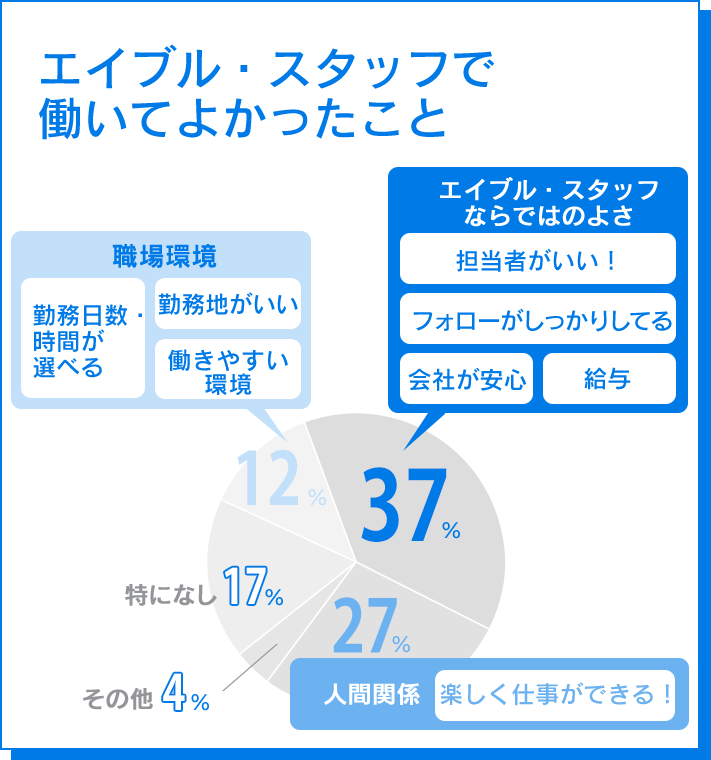 エイブル・スタッフで
働いてよかったこと
エイブル・スタッフ
ならではのよさ
担当者がいい！
フォローがしっかりしてる
会社が安心
給与
職場環境
勤務日数・
時間が
選べる
勤務地がいい
働きやすい
環境
37%
12%
特になし 17%
27%
その他 4%
人間関係
楽しく仕事ができる！